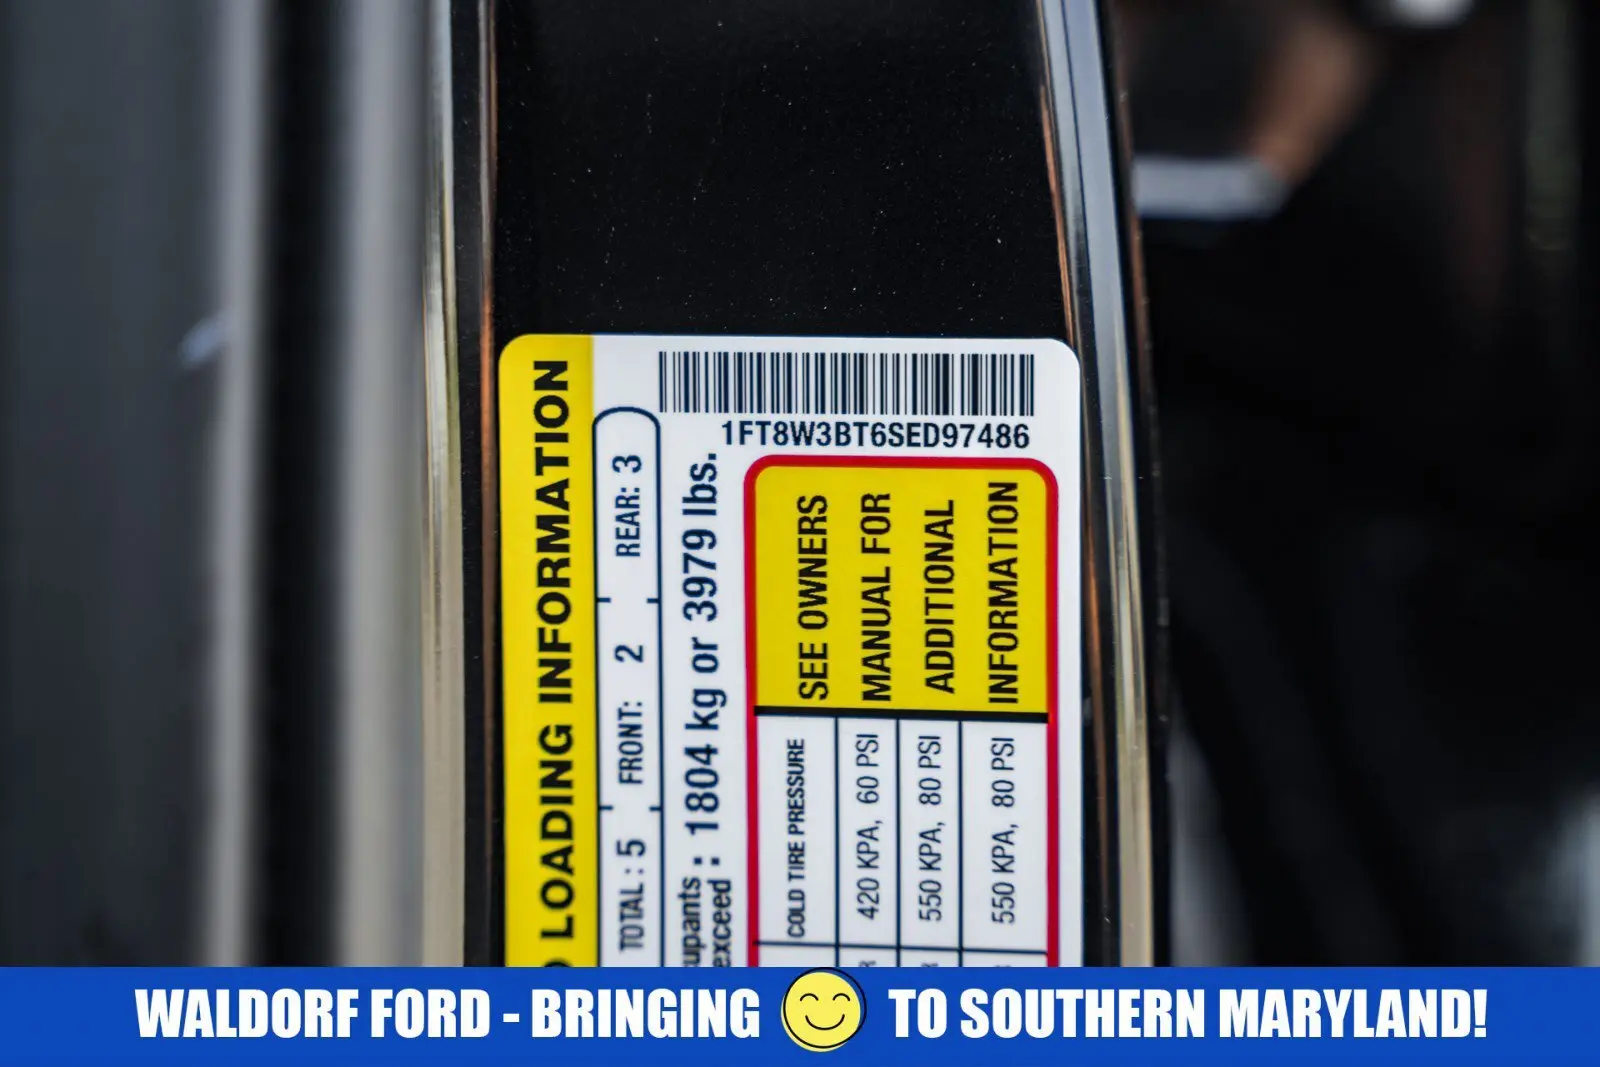 1FT8W3BT6SED97486
LOADING INFORMATION
TOTAL: 5 FRONT: 2 REAR: 3
: 1804 kg or 3979 lbs.
exceed
COLD TIRE PRESSURE
420 KPA, 60 PSI
550 KPA, 80 PSI
550 KPA, 80 PSI
SEE OWNERS
MANUAL FOR
ADDITIONAL
INFORMATION
WALDORF FORD - BRINGING TO SOUTHERN MARYLAND!